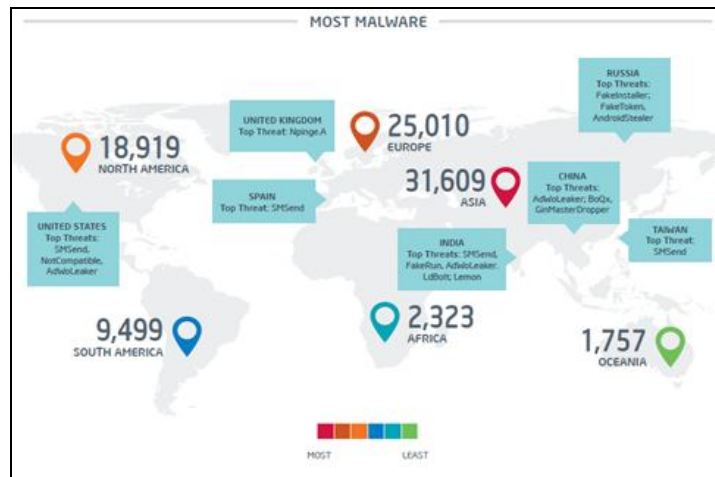 MOST MALWARE
RUSSIA
Top Threats:
FakeInstaller;
FakeToken,
AndroidStealer
UNITED KINGDOM
Top Threat: Npinge.A
25,010
EUROPE
18,919
NORTH AMERICA
31,609
ASIA
CHINA
Top Threats:
AdWoLeaker; BoQx,
GinMasterDropper
SPAIN
Top Threat: SMSend
UNITED STATES
Top Threats:
SMSend,
NotCompatible,
AdWoLeaker
INDIA
Top Threats: SMSend,
FakeRun, AdWoLeaker.
LdBolt; Lemon
TAIWAN
Top Threat:
SMSend
9,499
SOUTH AMERICA
2,323
AFRICA
1,757
OCEANIA
MOST
LEAST